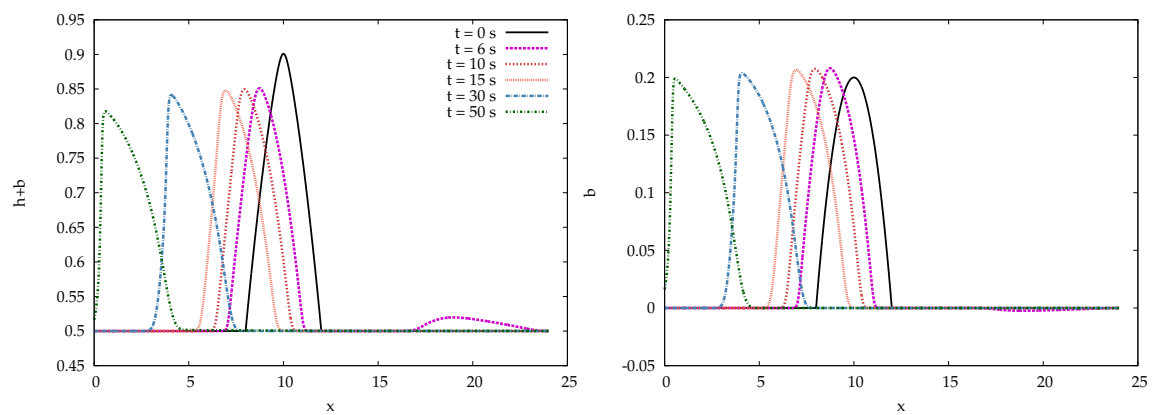 0.95
0.9
0.85
0.8
0.75
0.7
0.65
0.6
0.55
0.5
0.45
h+b
0 5 10 15 20 25
x
t = 0 s
t = 6 s
t = 10 s
t = 15 s
t = 30 s
t = 50 s
0.25
0.2
0.15
0.1
0.05
0
-0.05
b
0 5 10 15 20 25
x